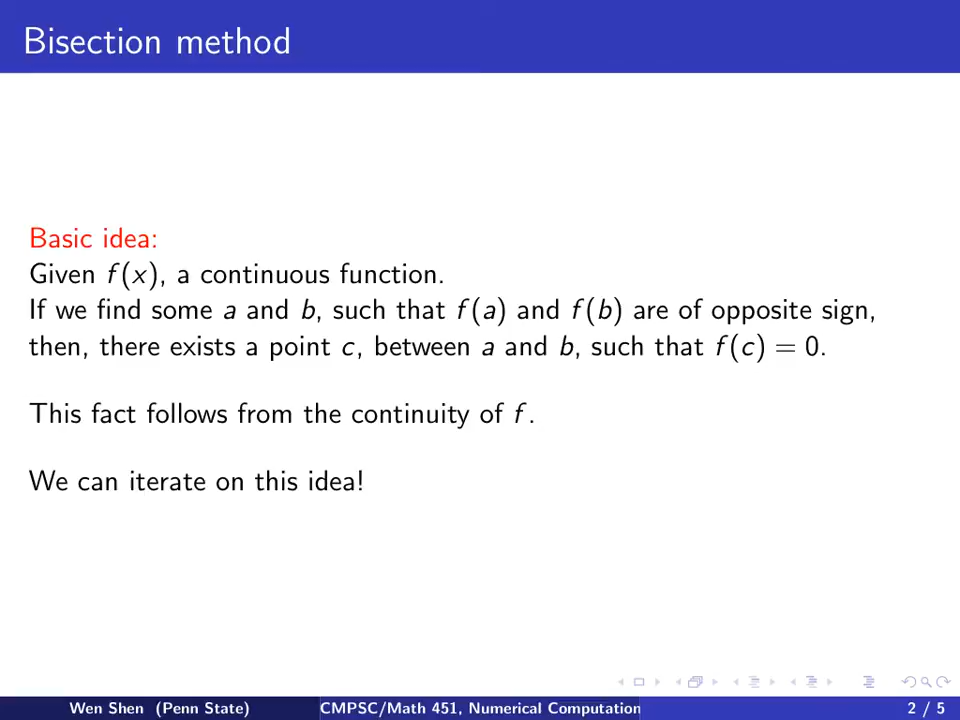 Bisection method
Basic idea:
Given f(x), a continuous function.
If we find some a and b, such that f(a) and f(b) are of opposite sign,
then, there exists a point c, between a and b, such that f(c) = 0.
This fact follows from the continuity of f.
We can iterate on this idea!
Wen Shen (Penn State)
CMPSC/Math 451, Numerical Computation
2 / 5